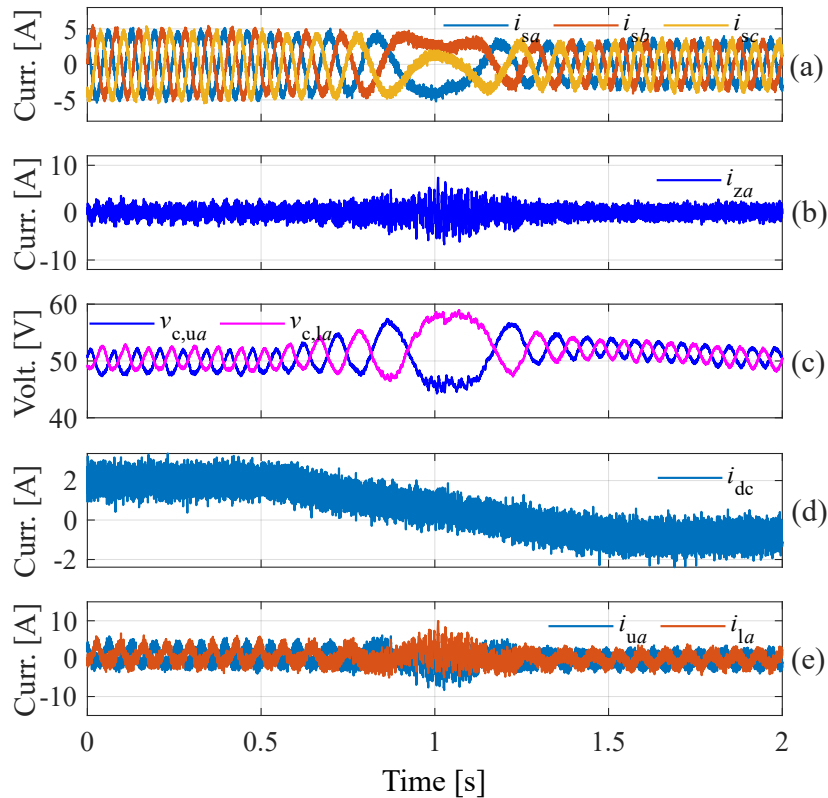 Curr. [A]
5
0
-5
i_sa i_sb i_sc
(a)
Curr. [A]
10
0
-10
i_za
(b)
Volt. [V]
60
50
40
v_c,ua v_c,la
(c)
Curr. [A]
2
0
-2
i_dc
(d)
Curr. [A]
10
0
-10
i_ua i_la
(e)
0 0.5 1 1.5 2
Time [s]